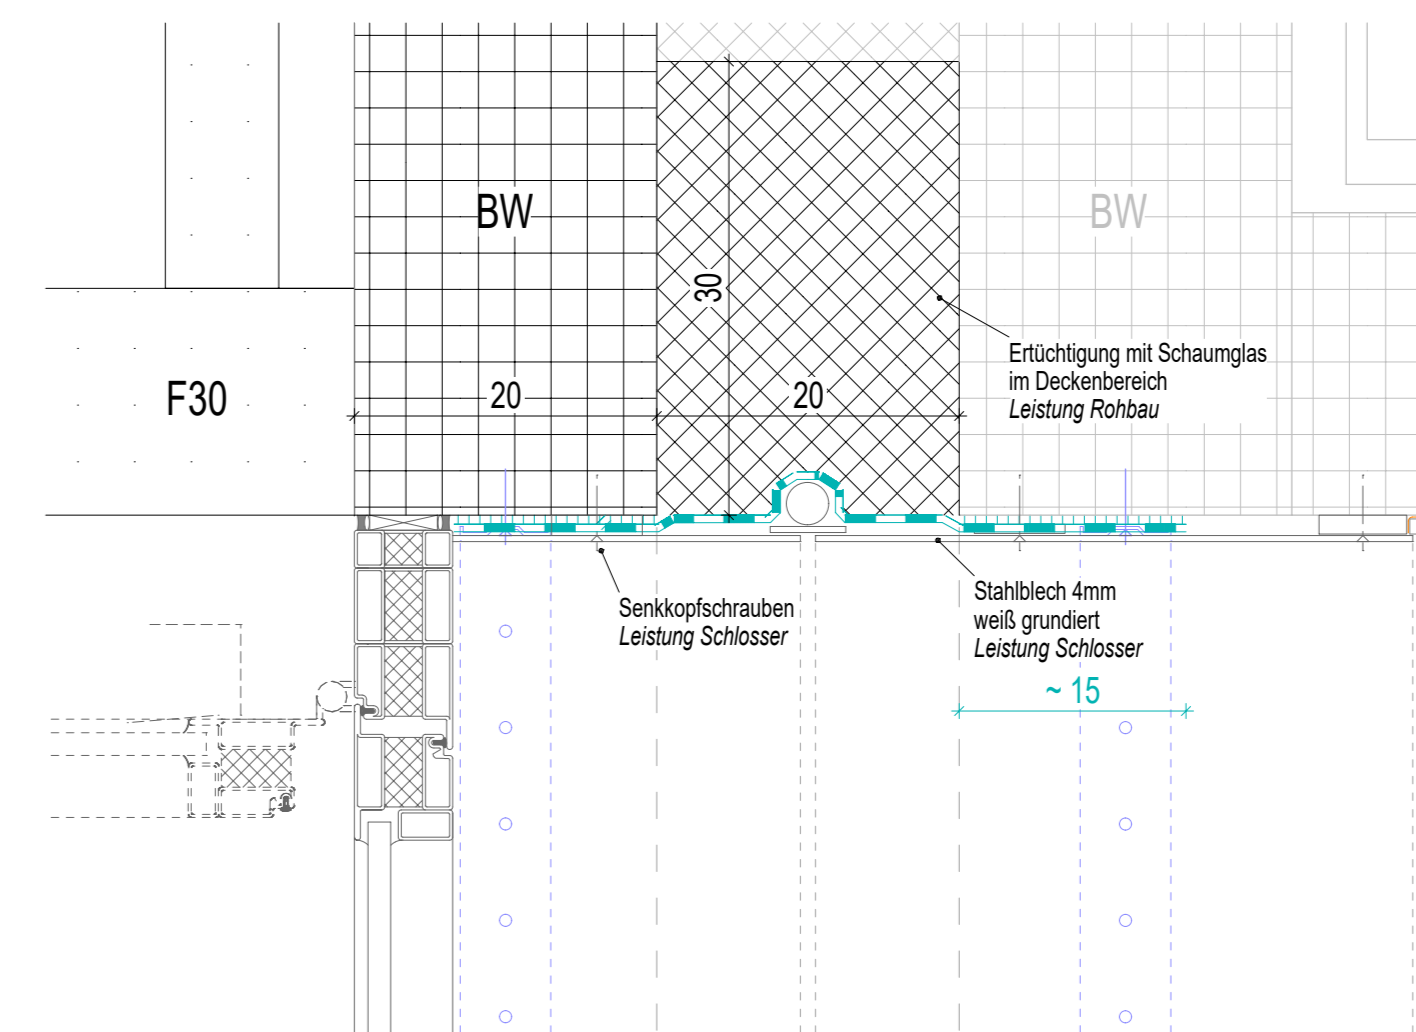 BW
BW
30
Ertüchtigung mit Schaumglas
im Deckenbereich
Leistung Rohbau
F30
20
20
Senkkopfschrauben
Leistung Schlosser
Stahlblech 4mm
weiß grundiert
Leistung Schlosser
~ 15